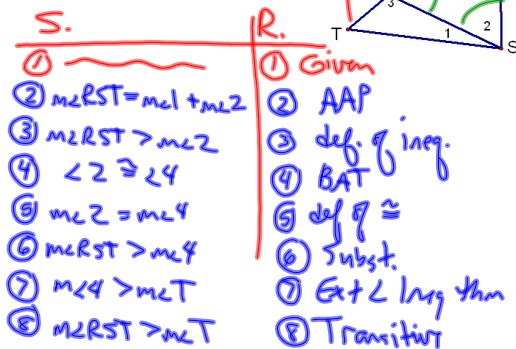 3
T 1 2 S
S. R.
① ① Given
② m∠RST = m∠1 + m∠2 ② AAP
③ m∠RST > m∠2 ③ def. of ineq.
④ ∠2 ≅ ∠4 ④ BAT
⑤ m∠2 = m∠4 ⑤ def of ≅
⑥ m∠RST > m∠4 ⑥ Subst.
⑦ m∠4 > m∠T ⑦ Ext ∠ Inq thm
⑧ m∠RST > m∠T ⑧ Transitive